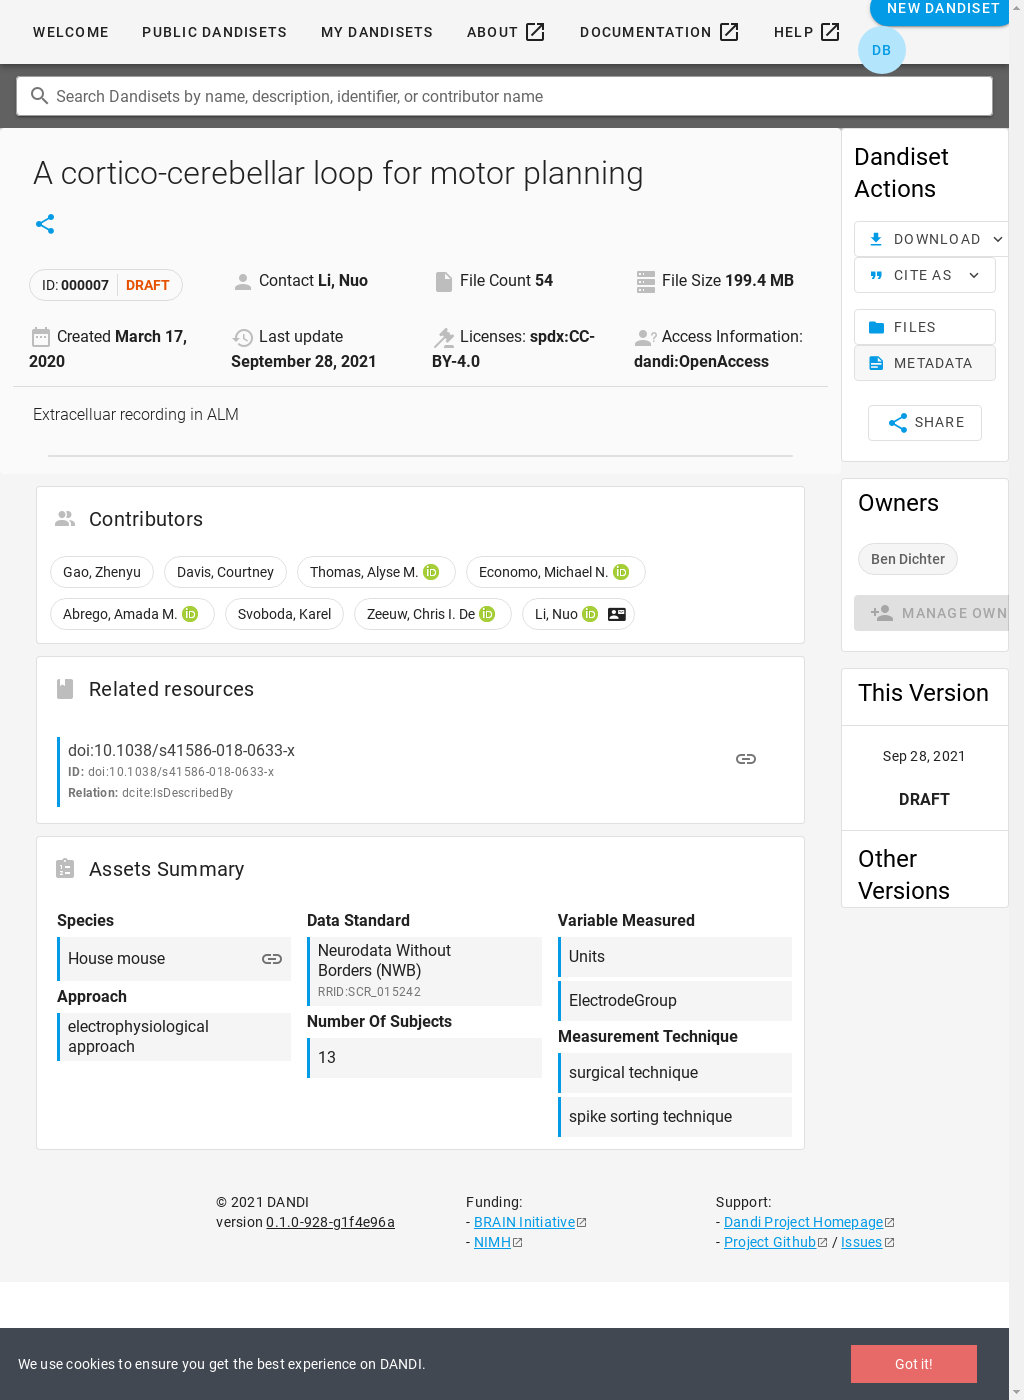 WELCOME PUBLIC DANDISETS MY DANDISETS ABOUT DOCUMENTATION HELP NEW DANDISET
DB
Search Dandisets by name, description, identifier, or contributor name
A cortico-cerebellar loop for motor planning
ID: 000007 DRAFT
Contact Li, Nuo
File Count 54
File Size 199.4 MB
Created March 17,
2020
Last update
September 28, 2021
Licenses: spdx:CC-
BY-4.0
Access Information:
dandi:OpenAccess
Extracelluar recording in ALM
Contributors
Gao, Zhenyu Davis, Courtney Thomas, Alyse M. iD Economo, Michael N. iD
Abrego, Amada M. iD Svoboda, Karel Zeeuw, Chris I. De iD Li, Nuo iD
Related resources
doi:10.1038/s41586-018-0633-x
ID: doi:10.1038/s41586-018-0633-x
Relation: dcite:IsDescribedBy
Assets Summary
Species
House mouse
Approach
electrophysiological
approach
Data Standard
Neurodata Without
Borders (NWB)
RRID:SCR_015242
Number Of Subjects
13
Variable Measured
Units
ElectrodeGroup
Measurement Technique
surgical technique
spike sorting technique
Dandiset
Actions
DOWNLOAD
CITE AS
FILES
METADATA
SHARE
Owners
Ben Dichter
MANAGE OWN
This Version
Sep 28, 2021
DRAFT
Other
Versions
© 2021 DANDI
version 0.1.0-928-g1f4e96a
Funding:
- BRAIN Initiative
- NIMH
Support:
- Dandi Project Homepage
- Project Github / Issues
We use cookies to ensure you get the best experience on DANDI.
Got it!